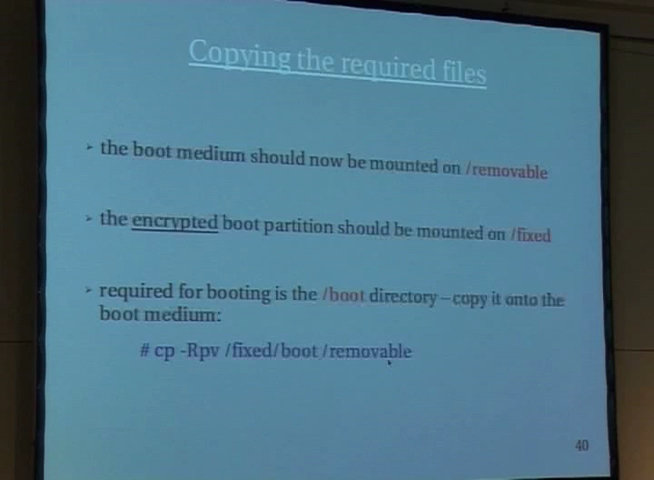 Copying the required files
➢ the boot medium should now be mounted on /removable
➢ the encrypted boot partition should be mounted on /fixed
➢ required for booting is the /boot directory – copy it onto the
boot medium:
# cp -Rpv /fixed/boot /removable
40